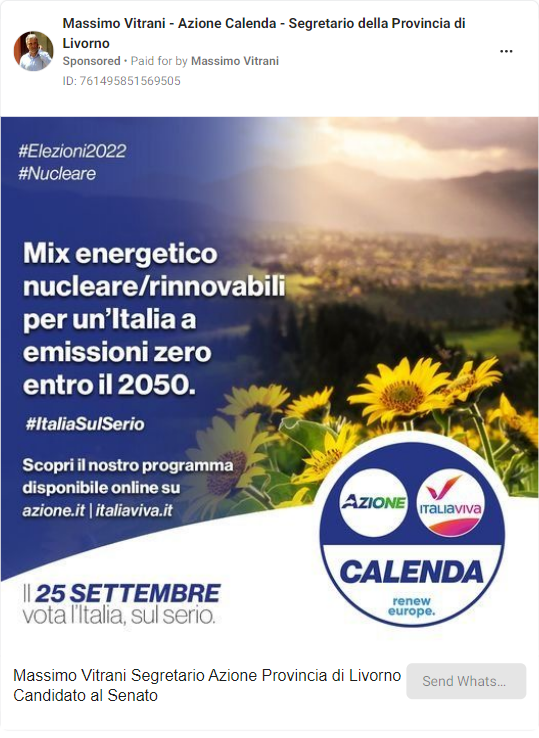 Massimo Vitrani - Azione Calenda - Segretario della Provincia di
Livorno
Sponsored • Paid for by Massimo Vitrani
ID: 761495851569505
#Elezioni2022
#Nucleare
Mix energetico
nucleare/rinnovabili
per un'Italia a
emissioni zero
entro il 2050.
#ItaliaSulSerio
Scopri il nostro programma
disponibile online su
azione.it | italiaviva.it
AZIONE
ITALIAVIVA
CALENDA
renew
europe.
Il 25 SETTEMBRE
vota l'Italia, sul serio.
Massimo Vitrani Segretario Azione Provincia di Livorno
Candidato al Senato
Send Whats...